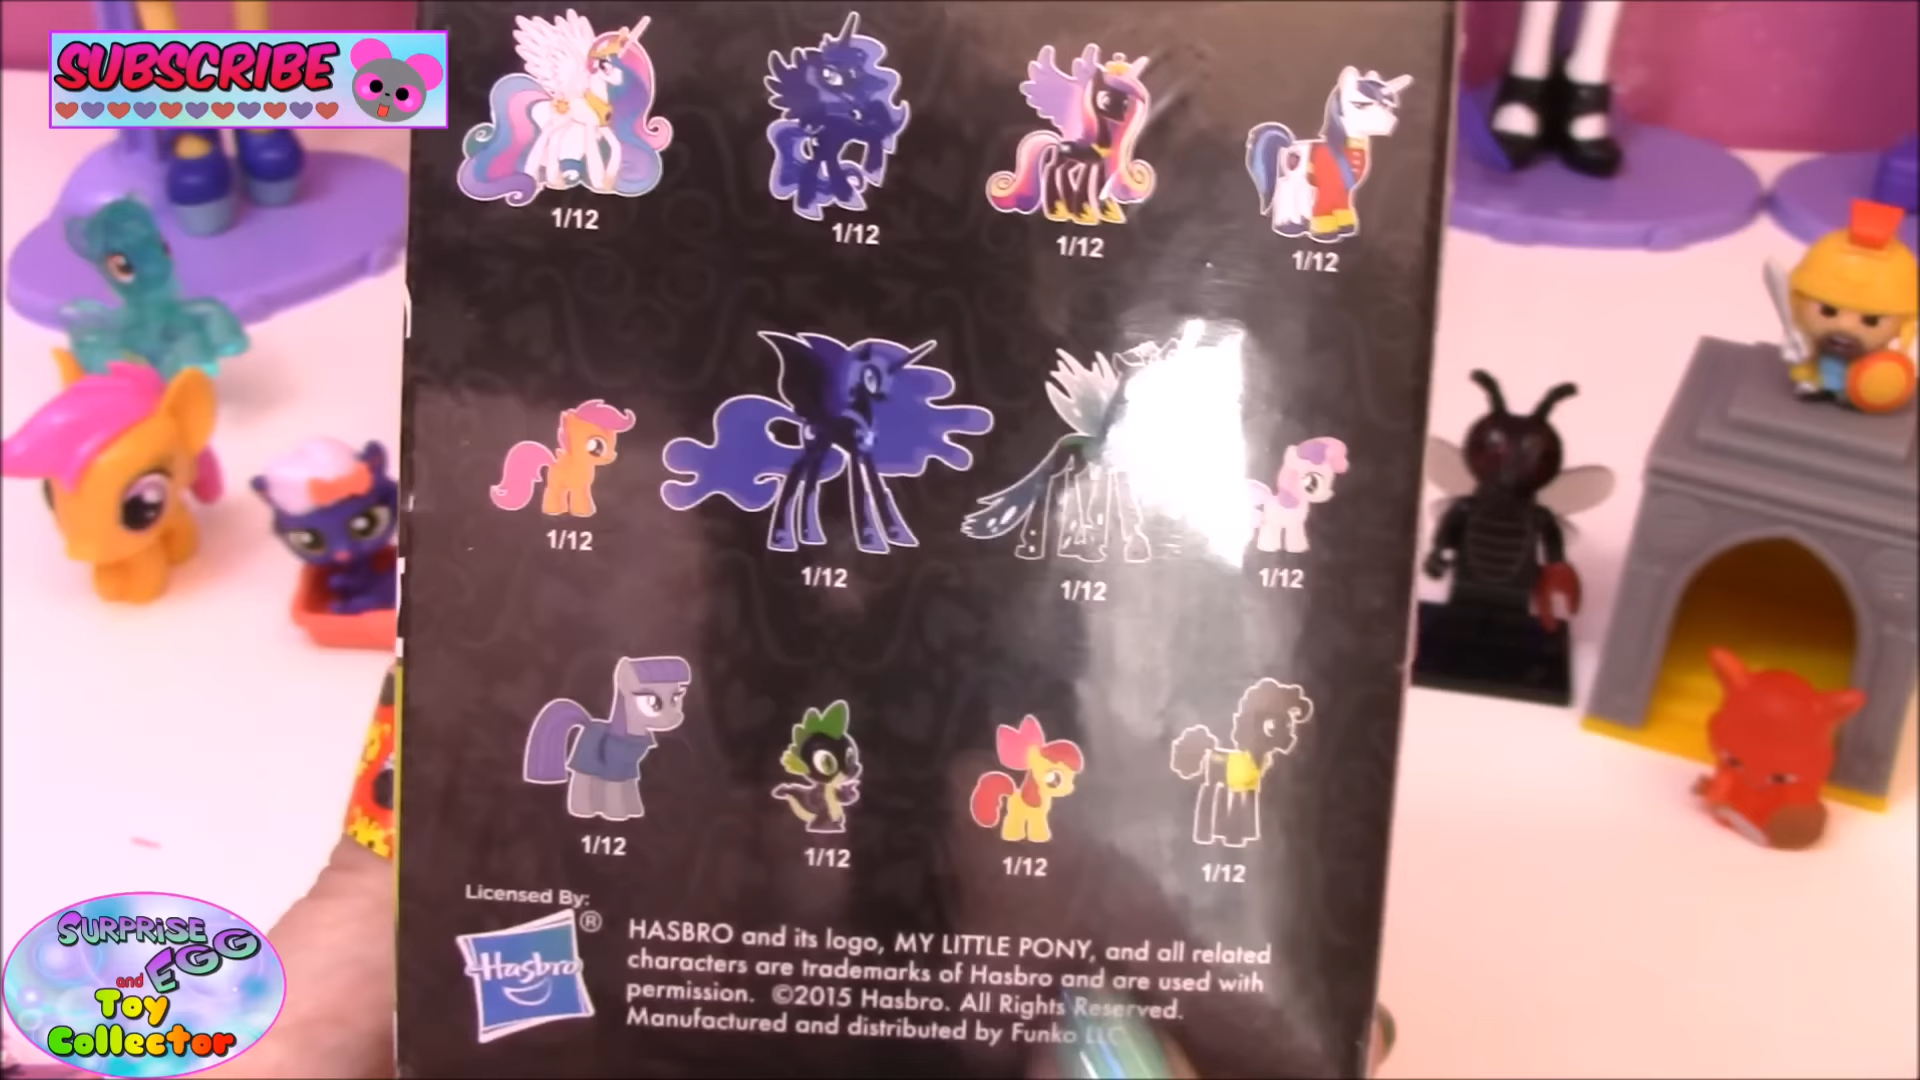 SUBSCRIBE
1/12
1/12
1/12
1/12
1/12
1/12
1/12
1/12
1/12
1/12
1/12
1/12
Licensed By:
Hasbro ®
HASBRO and its logo, MY LITTLE PONY, and all related
characters are trademarks of Hasbro and are used with
permission. ©2015 Hasbro. All Rights Reserved.
Manufactured and distributed by Funko LLC
SURPRISE
EGG
and
Toy
Collector